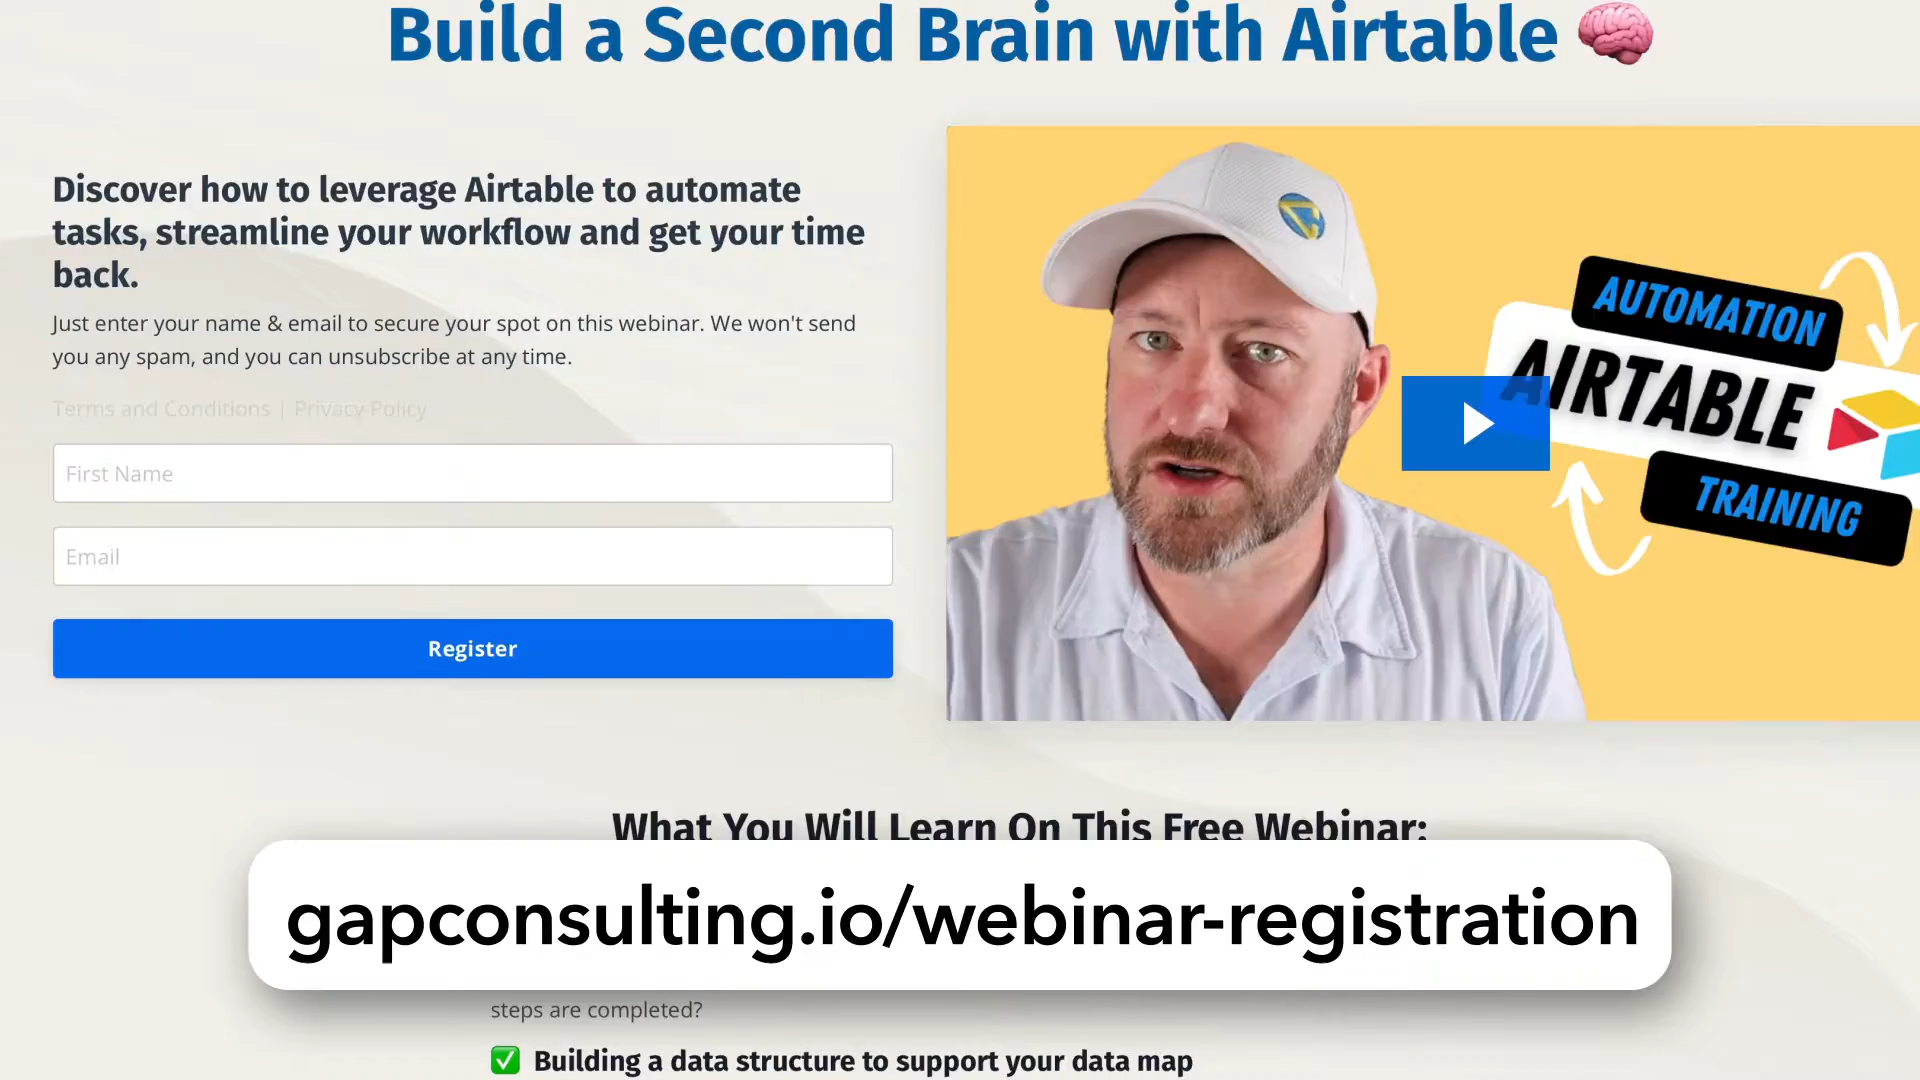 Build a Second Brain with Airtable
Discover how to leverage Airtable to automate
tasks, streamline your workflow and get your time
back.
Just enter your name & email to secure your spot on this webinar. We won't send
you any spam, and you can unsubscribe at any time.
Terms and Conditions | Privacy Policy
First Name
Email
Register
AUTOMATION
AIRTABLE
TRAINING
What You Will Learn On This Free Webinar:
gapconsulting.io/webinar-registration
steps are completed?
Building a data structure to support your data map